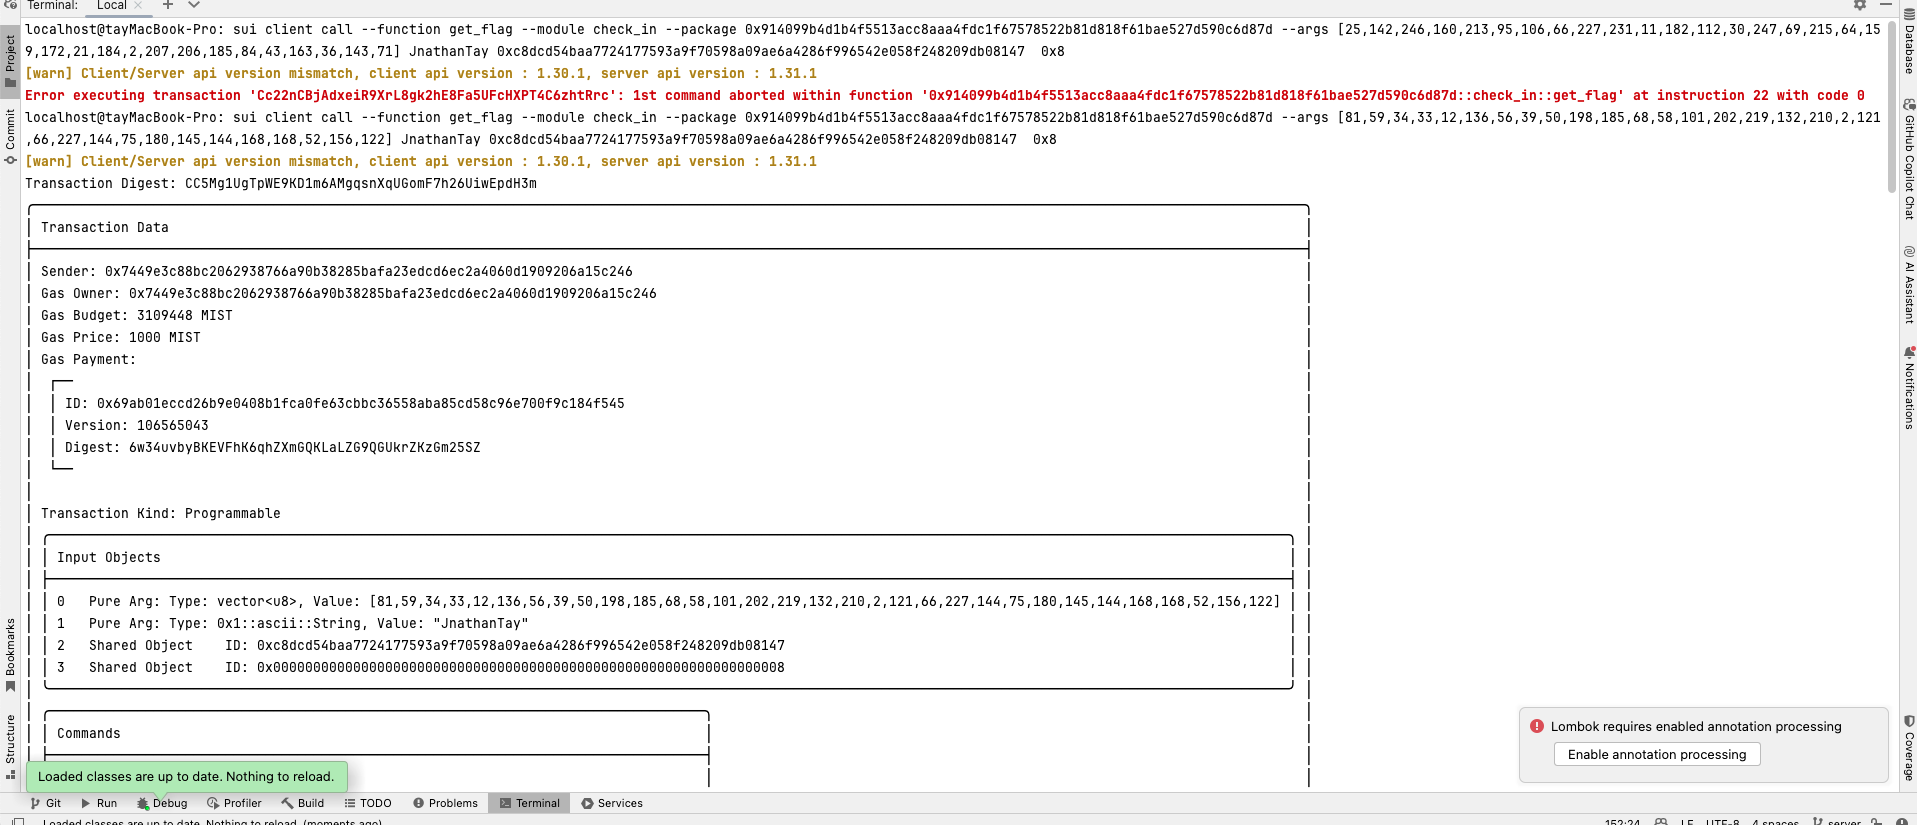 Terminal: Local
localhost@tayMacBook-Pro: sui client call --function get_flag --module check_in --package 0x914099b4d1b4f5513acc8aaa4fdc1f67578522b81d818f61bae527d590c6d87d --args [25,142,246,160,213,95,106,66,227,231,11,182,112,30,247,69,215,64,15
9,172,21,184,2,207,206,185,84,43,163,36,143,71] JnathanTay 0xc8dcd54baa7724177593a9f70598a09ae6a4286f996542e058f248209db08147  0x8
[warn] Client/Server api version mismatch, client api version : 1.30.1, server api version : 1.31.1
Error executing transaction 'Cc22nCBjAdxeiR9XrL8gk2hE8Fa5UFcHXPT4C6zhtRrc': 1st command aborted within function '0x914099b4d1b4f5513acc8aaa4fdc1f67578522b81d818f61bae527d590c6d87d::check_in::get_flag' at instruction 22 with code 0
localhost@tayMacBook-Pro: sui client call --function get_flag --module check_in --package 0x914099b4d1b4f5513acc8aaa4fdc1f67578522b81d818f61bae527d590c6d87d --args [81,59,34,33,12,136,56,39,50,198,185,68,58,101,202,219,132,210,2,121
,66,227,144,75,180,145,144,168,168,52,156,122] JnathanTay 0xc8dcd54baa7724177593a9f70598a09ae6a4286f996542e058f248209db08147  0x8
[warn] Client/Server api version mismatch, client api version : 1.30.1, server api version : 1.31.1
Transaction Digest: CC5Mg1UgTpWE9KD1m6AMgqsnXqUGomF7h26UiwEpdH3m
Transaction Data
Sender: 0x7449e3c88bc2062938766a90b38285bafa23edcd6ec2a4060d1909206a15c246
Gas Owner: 0x7449e3c88bc2062938766a90b38285bafa23edcd6ec2a4060d1909206a15c246
Gas Budget: 3109448 MIST
Gas Price: 1000 MIST
Gas Payment:
ID: 0x69ab01eccd26b9e0408b1fca0fe63cbbc36558aba85cd58c96e700f9c184f545
Version: 106565043
Digest: 6w34uvbyBKEVFhK6qhZXmGQKLaLZG9QGUkrZKzGm25SZ
Transaction Kind: Programmable
Input Objects
0   Pure Arg: Type: vector<u8>, Value: [81,59,34,33,12,136,56,39,50,198,185,68,58,101,202,219,132,210,2,121,66,227,144,75,180,145,144,168,168,52,156,122]
1   Pure Arg: Type: 0x1::ascii::String, Value: "JnathanTay"
2   Shared Object    ID: 0xc8dcd54baa7724177593a9f70598a09ae6a4286f996542e058f248209db08147
3   Shared Object    ID: 0x0000000000000000000000000000000000000000000000000000000000000008
Commands
Project
Commit
Bookmarks
Structure
Database
GitHub Copilot Chat
AI Assistant
Notifications
Coverage
Lombok requires enabled annotation processing
Enable annotation processing
Loaded classes are up to date. Nothing to reload.
Git Run Debug Profiler Build TODO Problems Terminal Services
Loaded classes are up to date. Nothing to reload. (moments ago) 152:24 LF UTF-8 4 spaces server